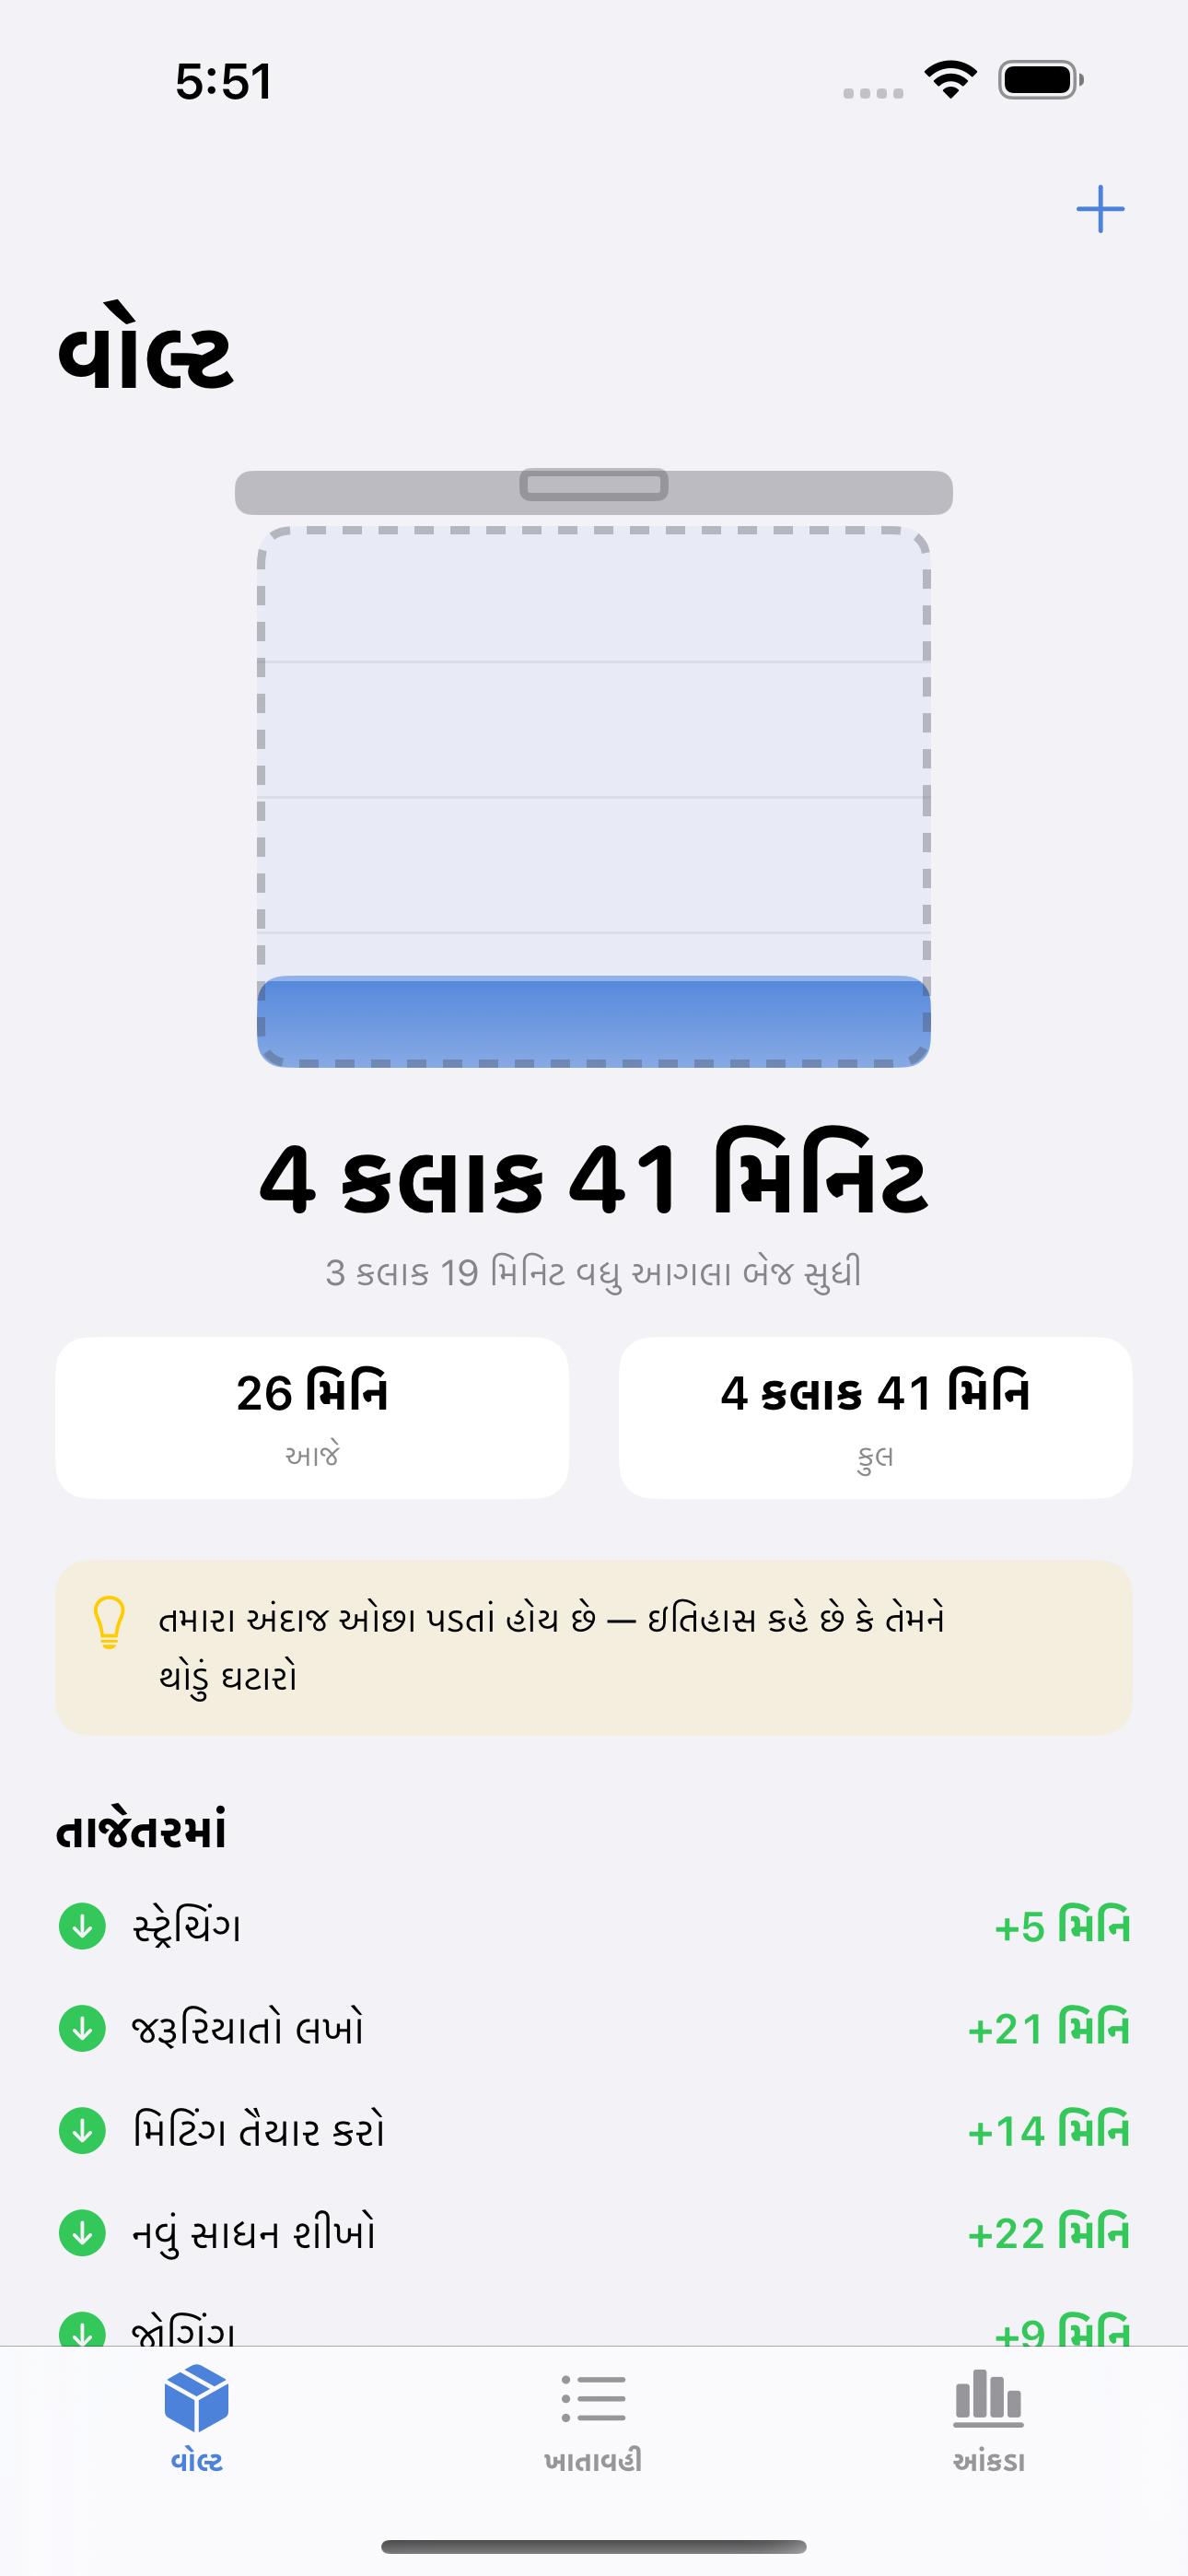 5:51
વોલ્ટ
4 કલાક 41 મિનિટ
3 કલાક 19 મિનિટ વધુ આગલા બેજ સુધી
26 મિનિ
આજે
4 કલાક 41 મિનિ
કુલ
તમારા અંદાજ ઓછા પડતાં હોય છે — ઇતિહાસ કહે છે કે તેમને
થોડું ઘટારો
તાજેતરમાં
સ્ટ્રેચિંગ +5 મિનિ
જરૂરિયાતો લખો +21 મિનિ
મિટિંગ તૈયાર કરો +14 મિનિ
નવું સાધન શીખો +22 મિનિ
જોગિંગ +9 મિનિ
વોલ્ટ ખાતાવહી આંકડા